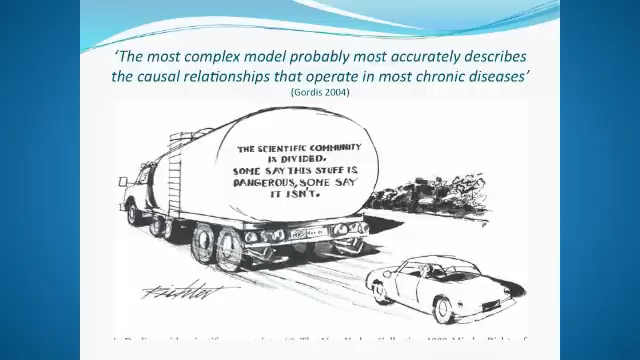 ‘The most complex model probably most accurately describes
the causal relationships that operate in most chronic diseases’
(Gordis 2004)
THE SCIENTIFIC COMMUNITY
IS DIVIDED.
SOME SAY THIS STUFF IS
DANGEROUS, SOME SAY
IT ISN'T.